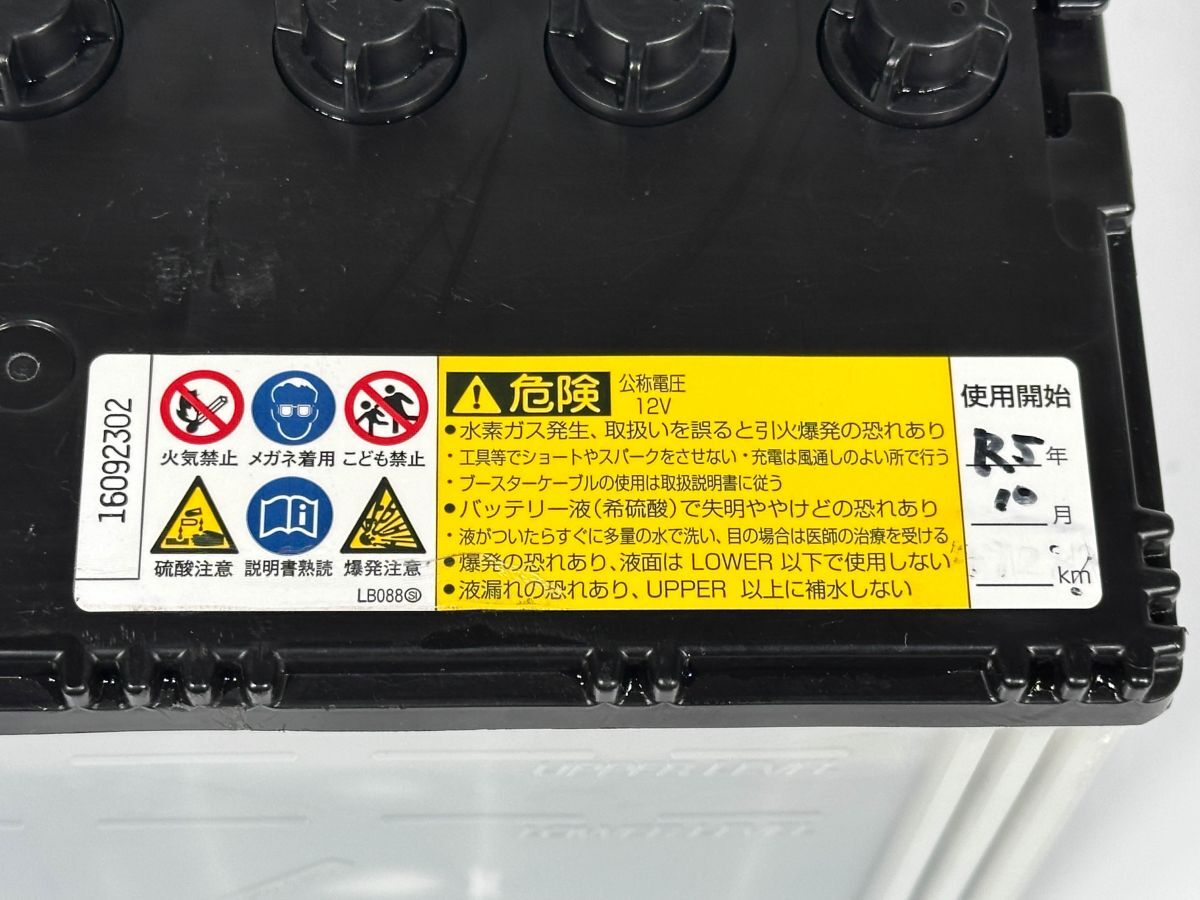 16092302
火気禁止 メガネ着用 こども禁止
硫酸注意 説明書熟読 爆発注意
LB088 SI
危険 公称電圧 12V
●水素ガス発生、取扱いを誤ると引火爆発の恐れあり
・工具等でショートやスパークをさせない・充電は風通しのよい所で行う
・ブースターケーブルの使用は取扱説明書に従う
●バッテリー液(希硫酸)で失明ややけどの恐れあり
・液がついたらすぐに多量の水で洗い、目の場合は医師の治療を受ける
●爆発の恐れあり、液面は LOWER 以下で使用しない
●液漏れの恐れあり、UPPER 以上に補水しない
使用開始
R5年
10月
km
UPPER LEVEL
LOWER LEVEL